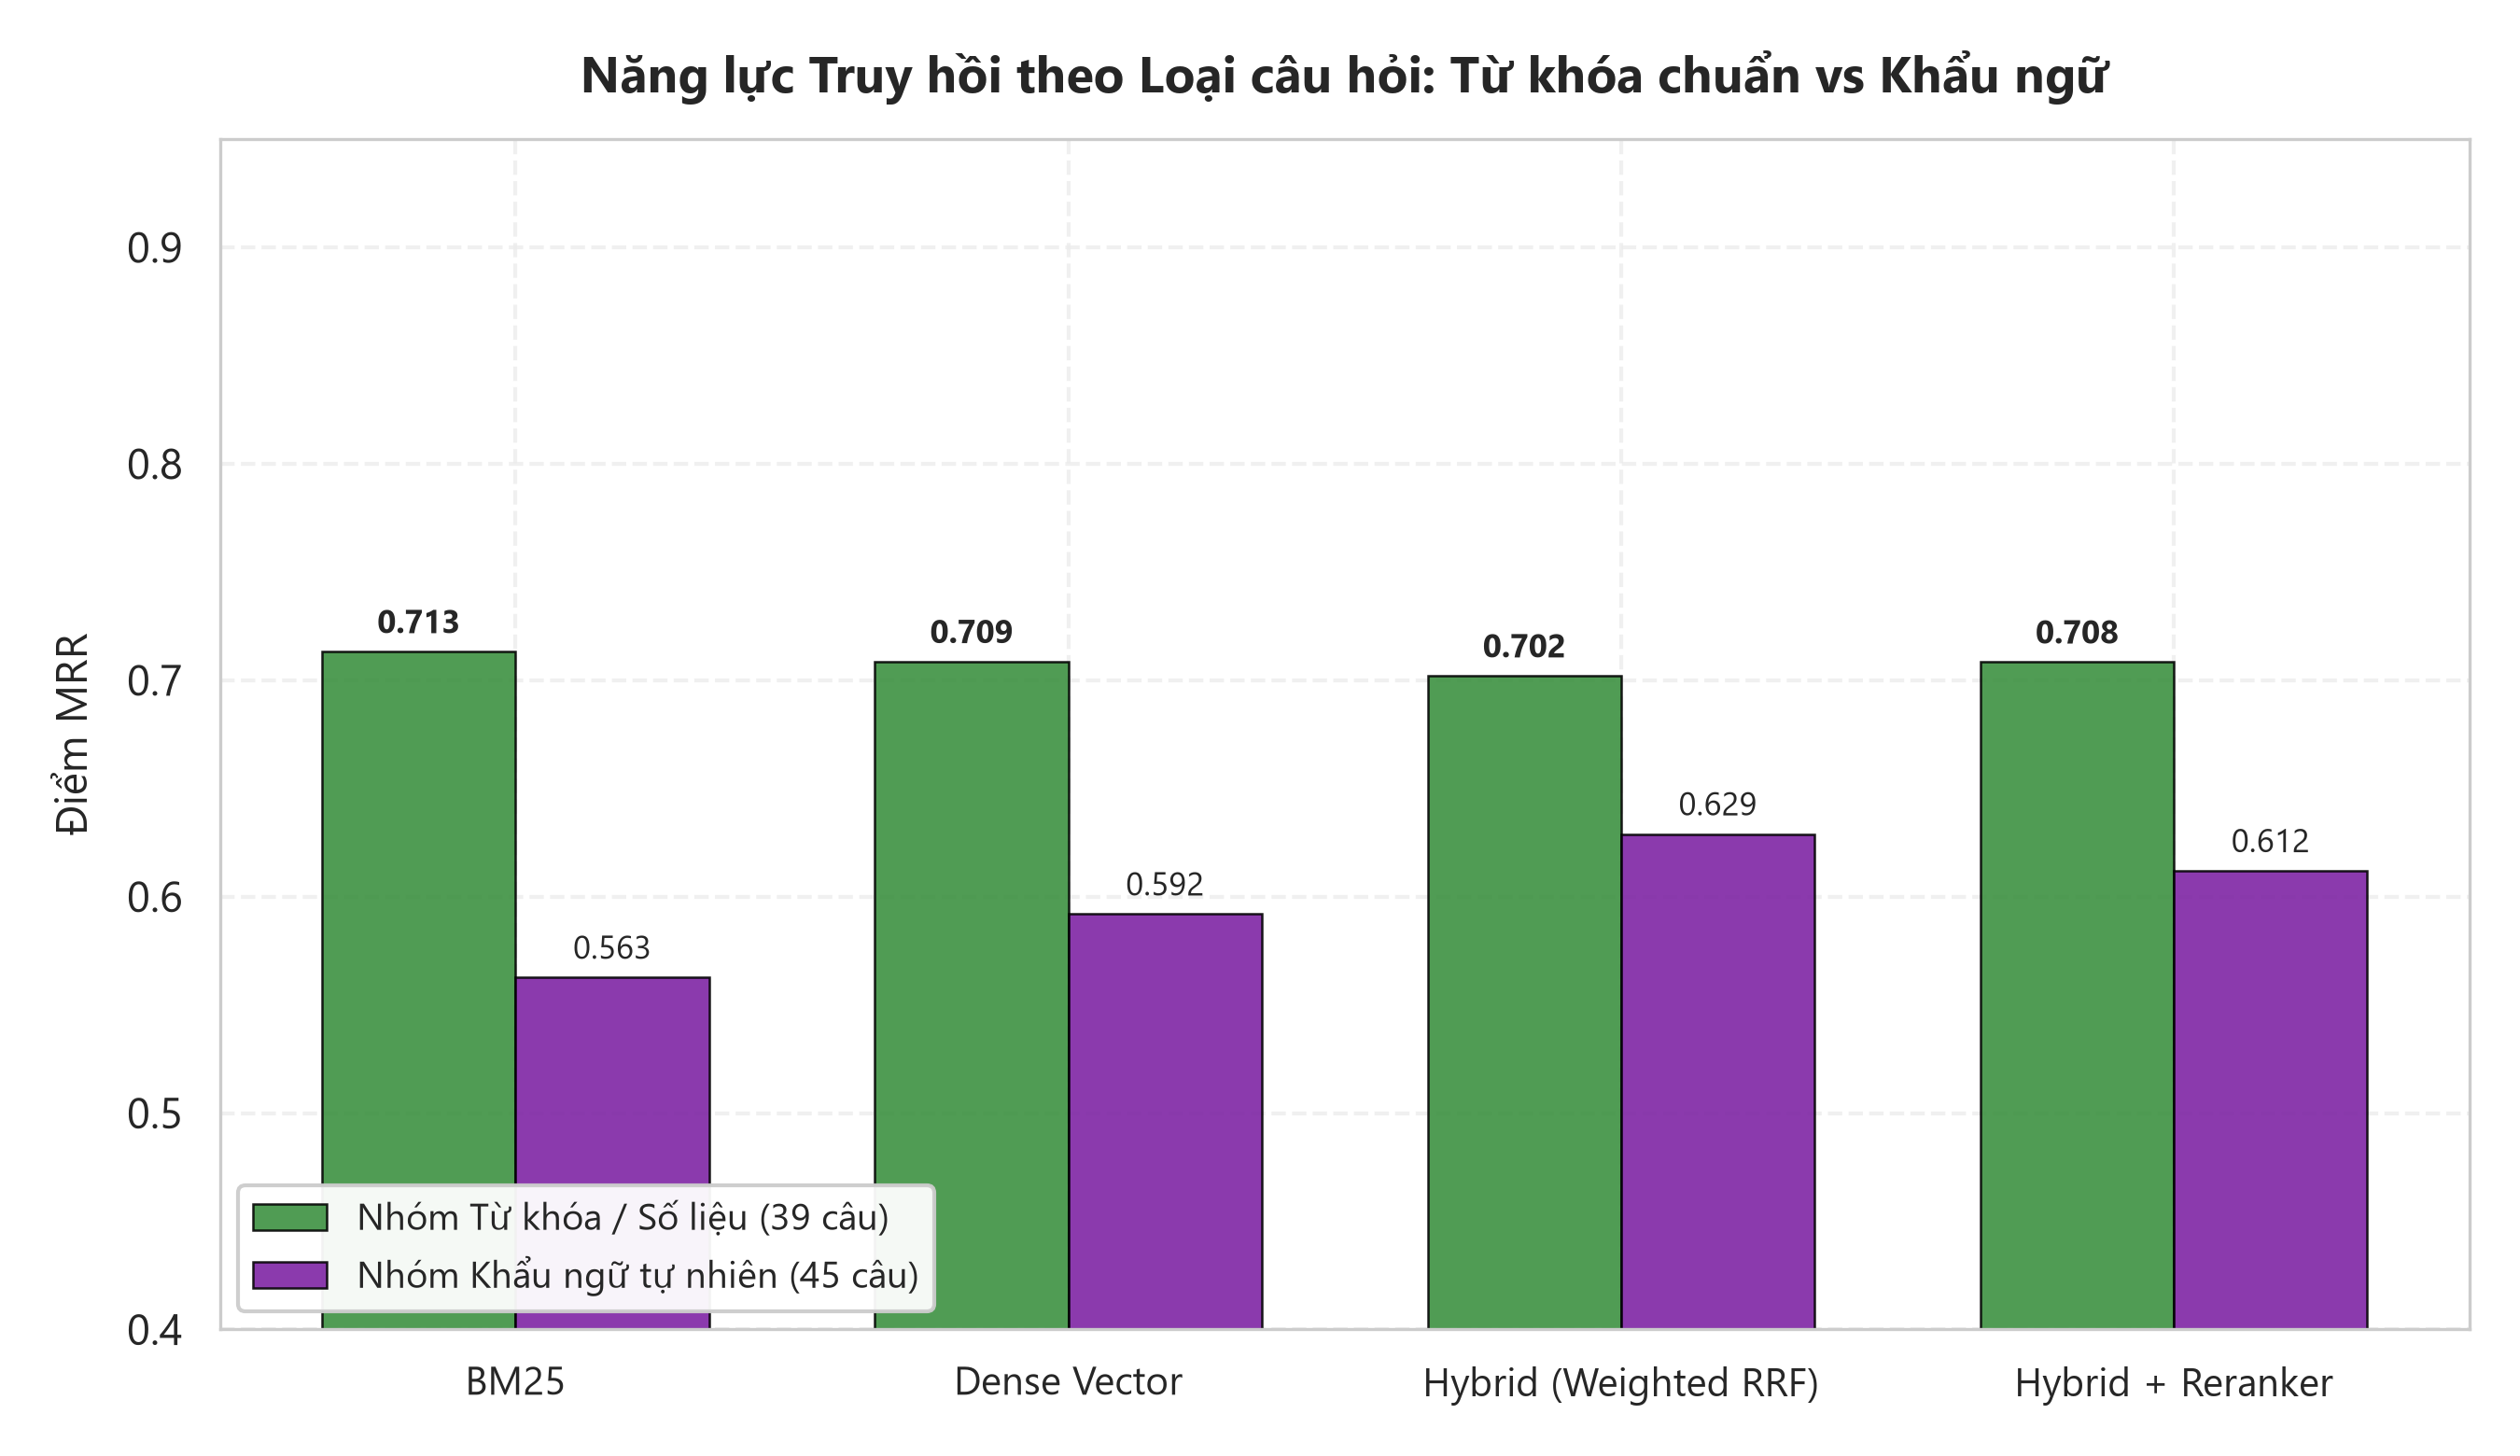 Năng lực Truy hồi theo Loại câu hỏi: Từ khóa chuẩn vs Khẩu ngữ
Điểm MRR
0.9
0.8
0.7
0.6
0.5
0.4
0.713
0.563
0.709
0.592
0.702
0.629
0.708
0.612
Nhóm Từ khóa / Số liệu (39 câu)
Nhóm Khẩu ngữ tự nhiên (45 câu)
BM25
Dense Vector
Hybrid (Weighted RRF)
Hybrid + Reranker